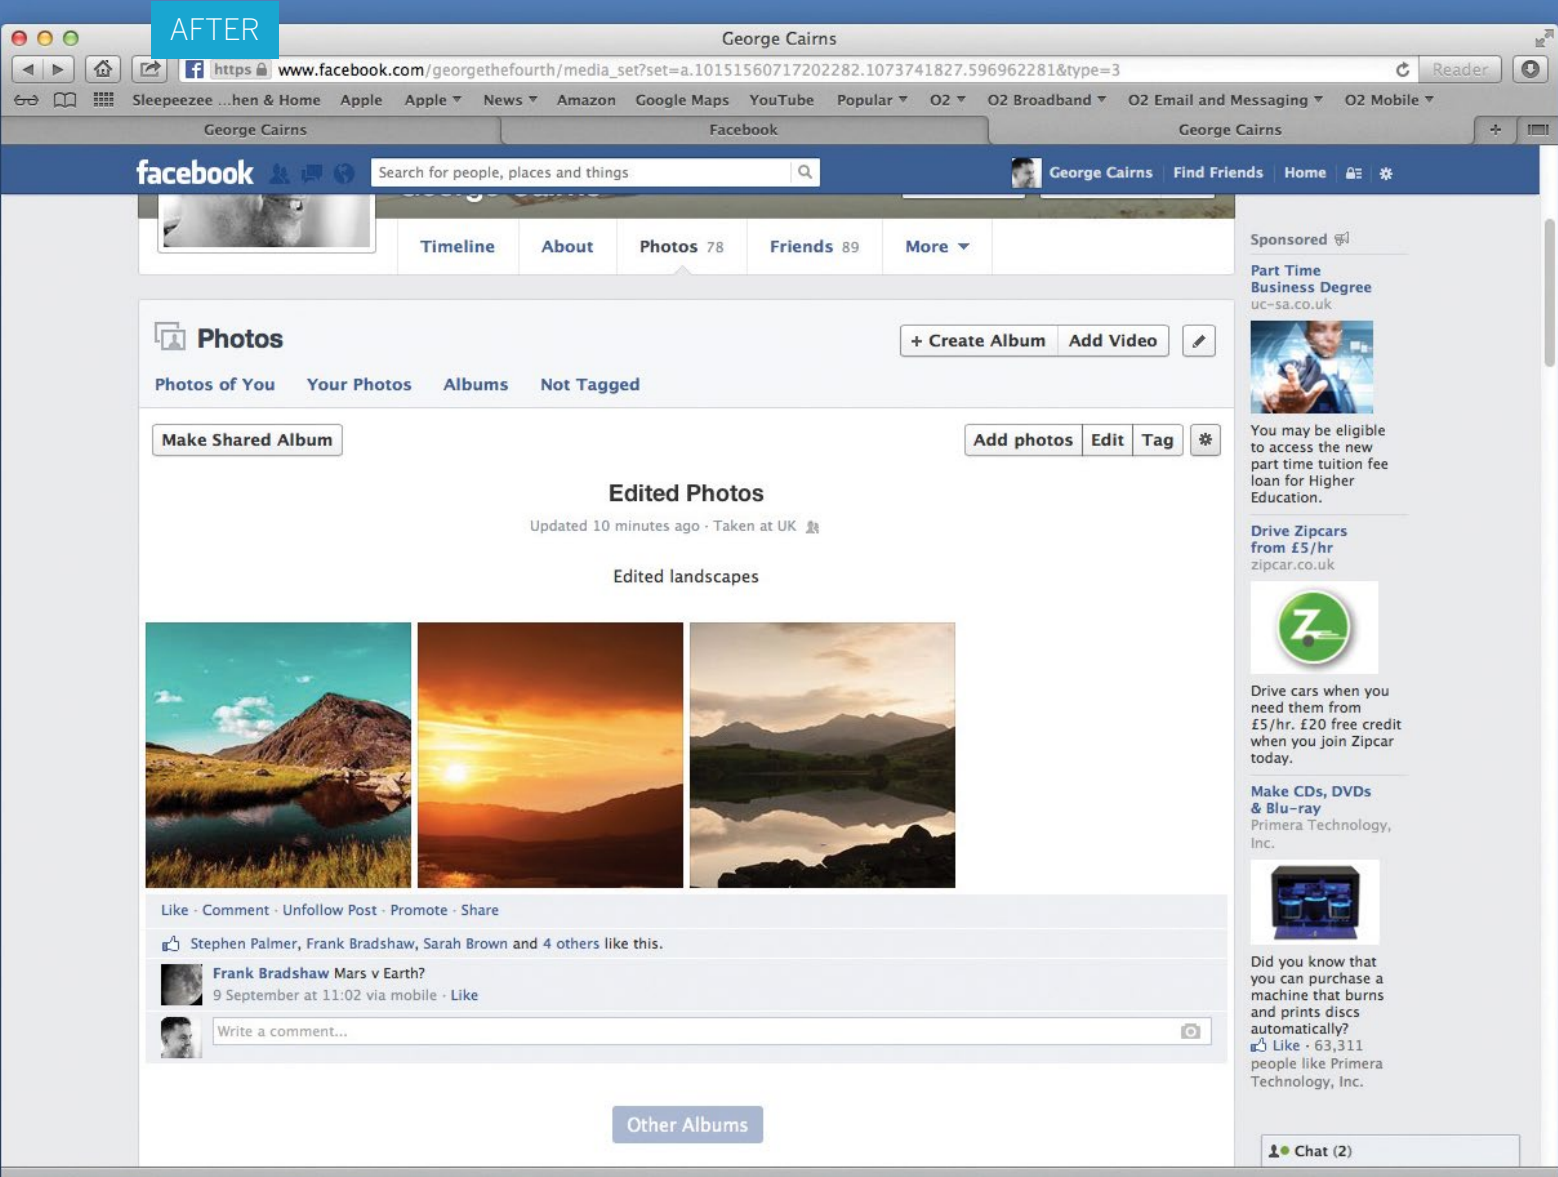 AFTER
George Cairns
https www.facebook.com/georgethefourth/media_set?set=a.10151560717202282.1073741827.596962281&type=3
Reader
Sleepeezee ...hen & Home Apple Apple News Amazon Google Maps YouTube Popular O2 O2 Broadband O2 Email and Messaging O2 Mobile
George Cairns Facebook George Cairns
facebook Search for people, places and things George Cairns Find Friends Home
Timeline About Photos 78 Friends 89 More
Photos
+ Create Album Add Video
Photos of You Your Photos Albums Not Tagged
Make Shared Album Add photos Edit Tag
Edited Photos
Updated 10 minutes ago · Taken at UK
Edited landscapes
Like · Comment · Unfollow Post · Promote · Share
Stephen Palmer, Frank Bradshaw, Sarah Brown and 4 others like this.
Frank Bradshaw Mars v Earth?
9 September at 11:02 via mobile · Like
Write a comment...
Other Albums
Sponsored
Part Time
Business Degree
uc-sa.co.uk
You may be eligible
to access the new
part time tuition fee
loan for Higher
Education.
Drive Zipcars
from £5/hr
zipcar.co.uk
Z
Drive cars when you
need them from
£5/hr. £20 free credit
when you join Zipcar
today.
Make CDs, DVDs
& Blu-ray
Primera Technology,
Inc.
Did you know that
you can purchase a
machine that burns
and prints discs
automatically?
Like · 63,311
people like Primera
Technology, Inc.
Chat (2)